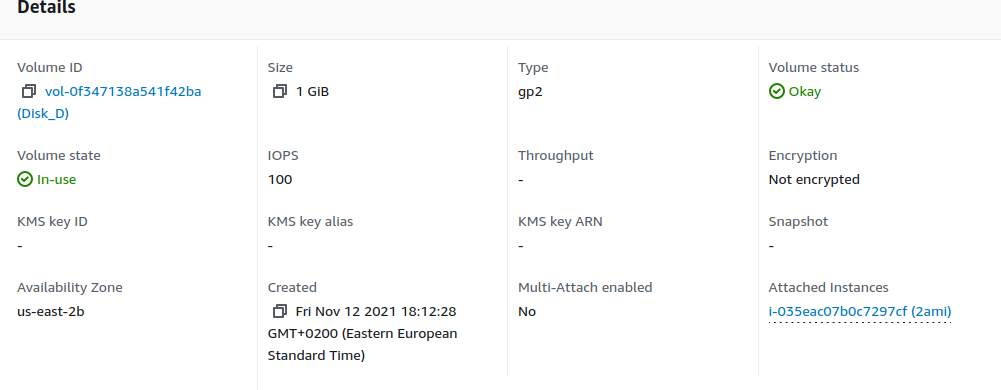 Details
Volume ID
vol-0f347138a541f42ba
(Disk_D)
Size
1 GiB
Type
gp2
Volume status
Okay
Volume state
In-use
IOPS
100
Throughput
-
Encryption
Not encrypted
KMS key ID
-
KMS key alias
-
KMS key ARN
-
Snapshot
-
Availability Zone
us-east-2b
Created
Fri Nov 12 2021 18:12:28
GMT+0200 (Eastern European
Standard Time)
Multi-Attach enabled
No
Attached Instances
i-035eac07b0c7297cf (2ami)